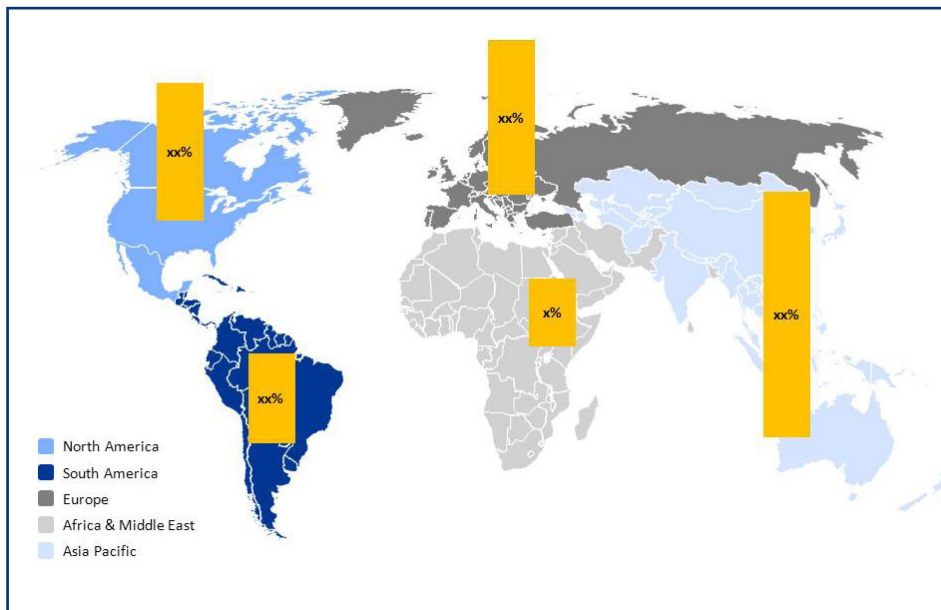 xx%
xx%
x%
xx%
xx%
North America
South America
Europe
Africa & Middle East
Asia Pacific